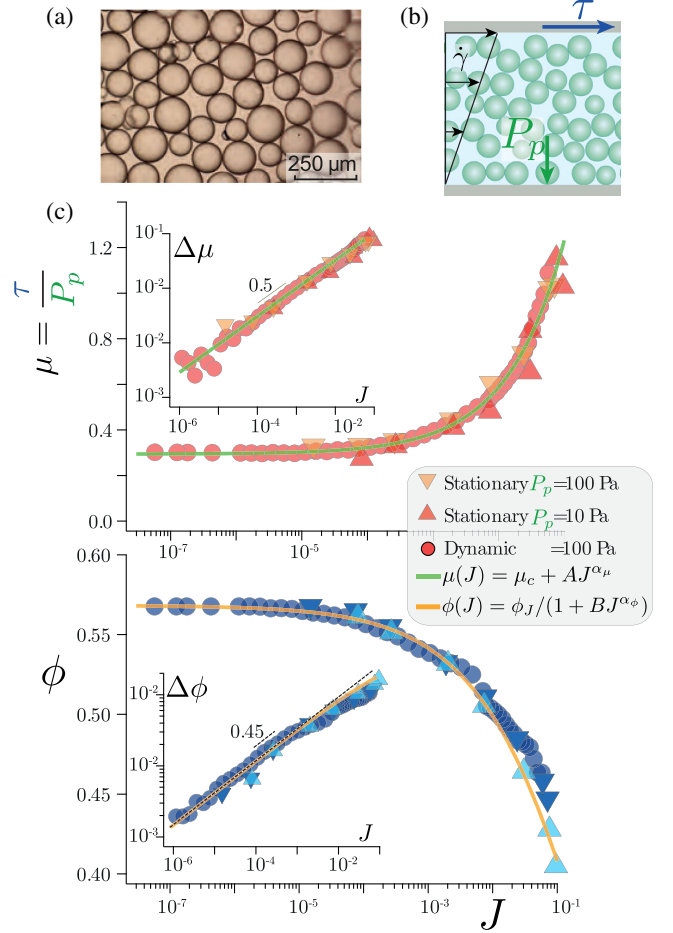 (a)
250 µm
(b)
τ
γ̇
P_p
(c)
μ = τ / P_p
1.2
0.8
0.4
0.0
10^-7
10^-5
Δμ
10^-1
10^-2
10^-2
10^-3
0.5
J
10^-6
10^-4
10^-2
Stationary P_p=100 Pa
Stationary P_p=10 Pa
Dynamic =100 Pa
μ(J) = μ_c + AJ^α_μ
ϕ(J) = ϕ_J/(1 + BJ^α_ϕ)
ϕ
0.60
0.55
0.50
0.45
0.40
Δϕ
10^-2
10^-2
10^-3
0.45
J
10^-6
10^-4
10^-2
10^-7
10^-5
10^-3
10^-1
J